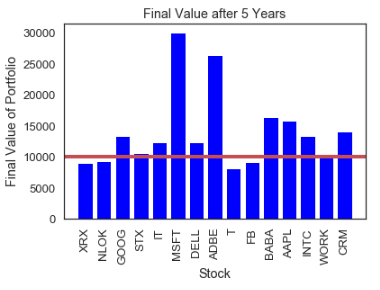 Final Value after 5 Years
Final Value of Portfolio
30000
25000
20000
15000
10000
5000
0
XRX
NLOK
GOOG
STX
IT
MSFT
DELL
ADBE
T
FB
BABA
AAPL
INTC
WORK
CRM
Stock